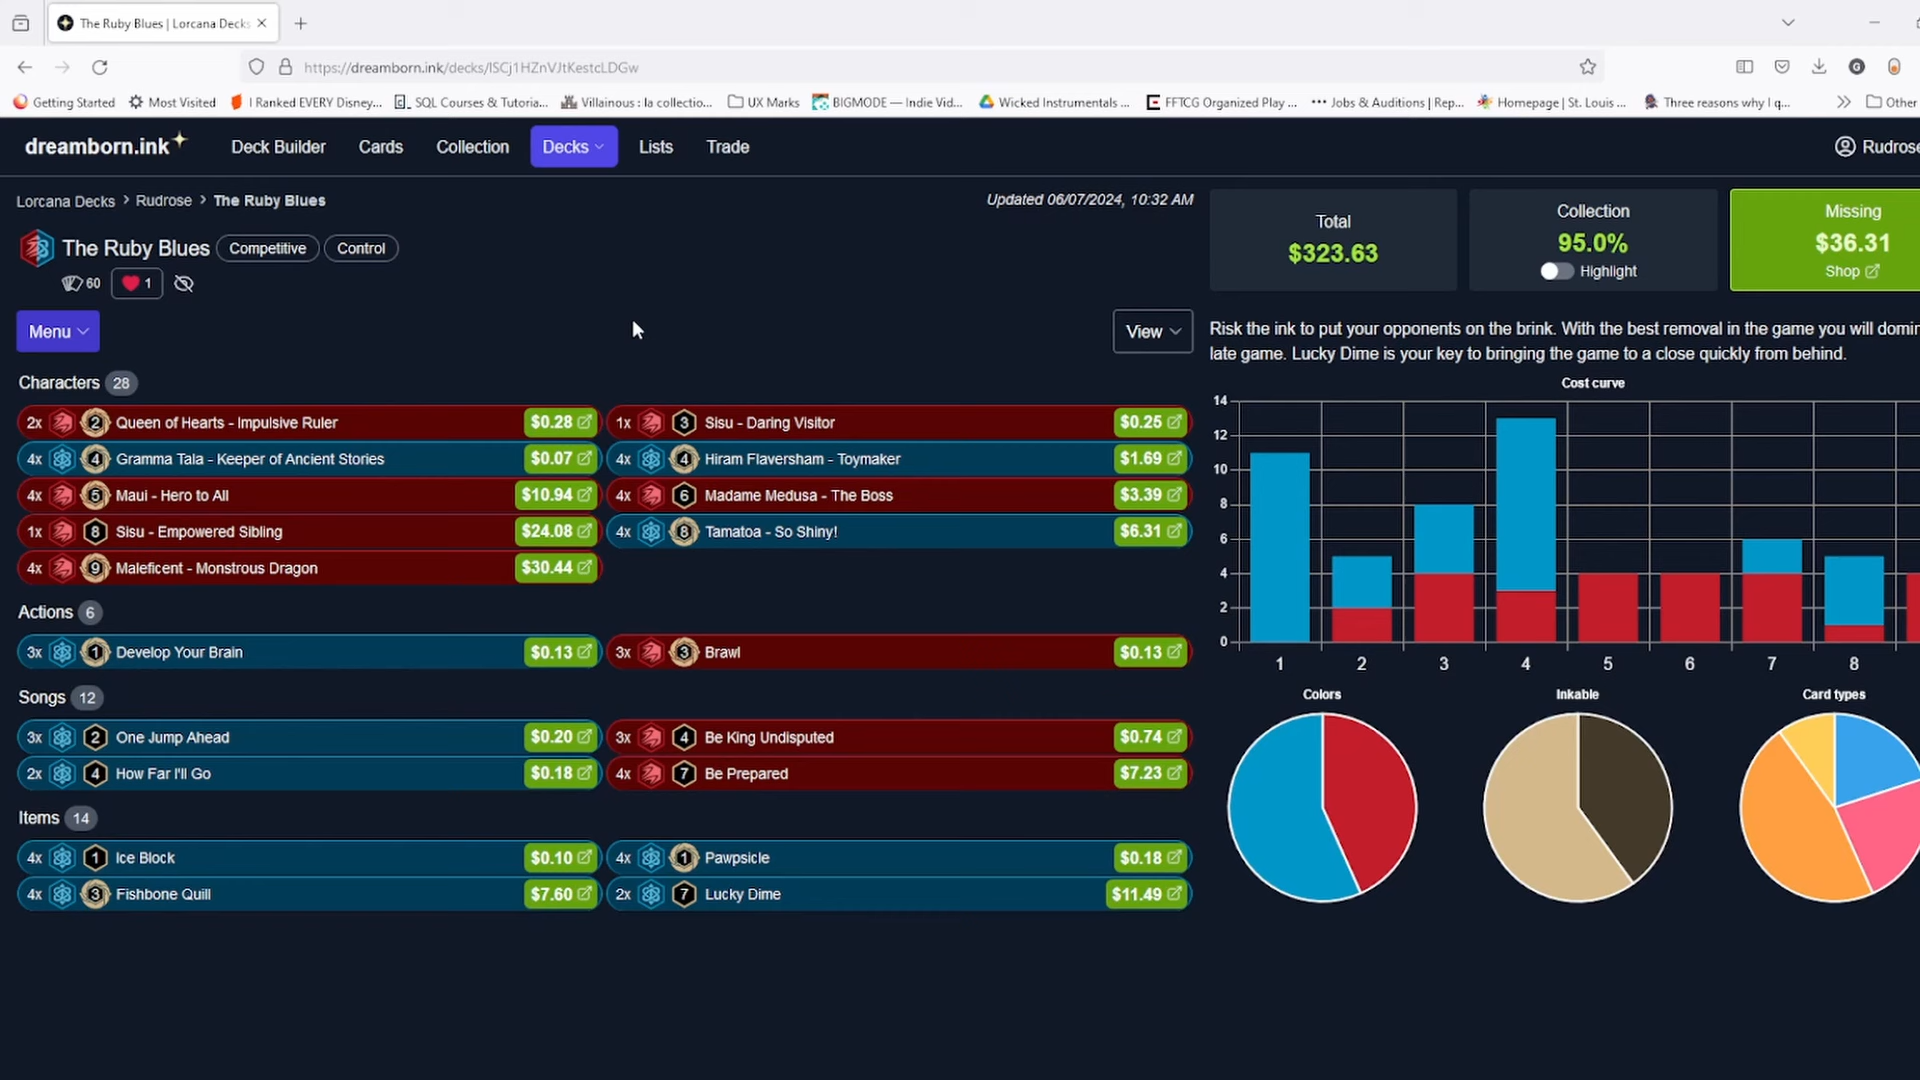 The Ruby Blues | Lorcana Decks
https://dreamborn.ink/decks/lSCj1HZnVJtKestcLDGw
Getting Started
Most Visited
I Ranked EVERY Disney...
SQL Courses & Tutoria...
Villainous : la collectio...
UX Marks
BIGMODE — Indie Vid...
Wicked Instrumentals ...
FFTCG Organized Play ...
Jobs & Auditions | Rep...
Homepage | St. Louis ...
Three reasons why I q...
Other
dreamborn.ink
Deck Builder
Cards
Collection
Decks
Lists
Trade
Rudrose
Lorcana Decks > Rudrose > The Ruby Blues
Updated 06/07/2024, 10:32 AM
The Ruby Blues
Competitive
Control
60
1
Menu
View
Total
$323.63
Collection
95.0%
Highlight
Missing
$36.31
Shop
Risk the ink to put your opponents on the brink. With the best removal in the game you will domin
late game. Lucky Dime is your key to bringing the game to a close quickly from behind.
Characters 28
2x 2 Queen of Hearts - Impulsive Ruler $0.28
1x 3 Sisu - Daring Visitor $0.25
4x 4 Gramma Tala - Keeper of Ancient Stories $0.07
4x 4 Hiram Flaversham - Toymaker $1.69
4x 5 Maui - Hero to All $10.94
4x 6 Madame Medusa - The Boss $3.39
1x 8 Sisu - Empowered Sibling $24.08
4x 8 Tamatoa - So Shiny! $6.31
4x 9 Maleficent - Monstrous Dragon $30.44
Actions 6
3x 1 Develop Your Brain $0.13
3x 3 Brawl $0.13
Songs 12
3x 2 One Jump Ahead $0.20
3x 4 Be King Undisputed $0.74
2x 4 How Far I'll Go $0.18
4x 7 Be Prepared $7.23
Items 14
4x 1 Ice Block $0.10
4x 1 Pawpsicle $0.18
4x 3 Fishbone Quill $7.60
2x 7 Lucky Dime $11.49
Cost curve
14
12
10
8
6
4
2
0
1 2 3 4 5 6 7 8
Colors
Inkable
Card types